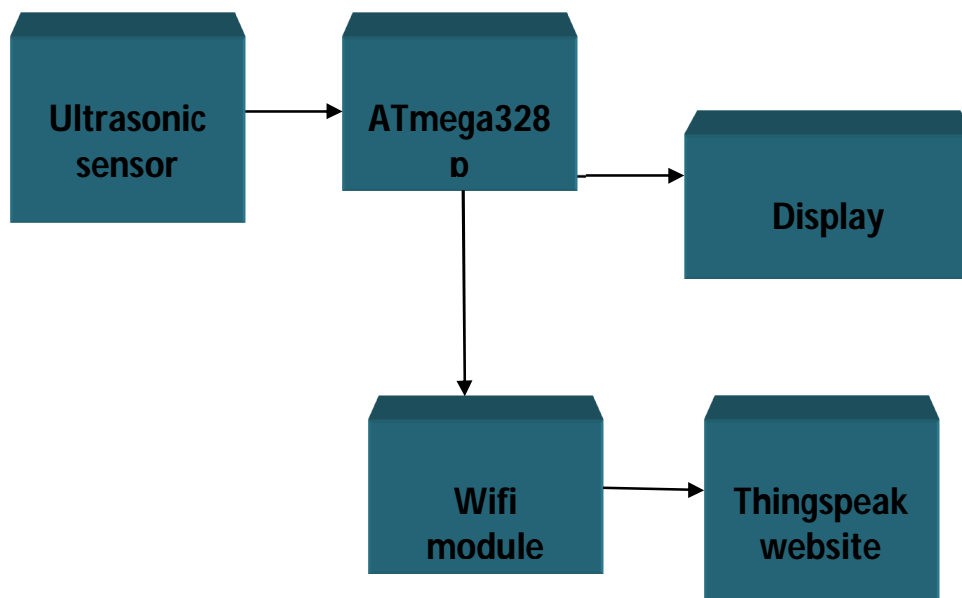 Ultrasonic
sensor
ATmega328
p
Display
Wifi
module
Thingspeak
website